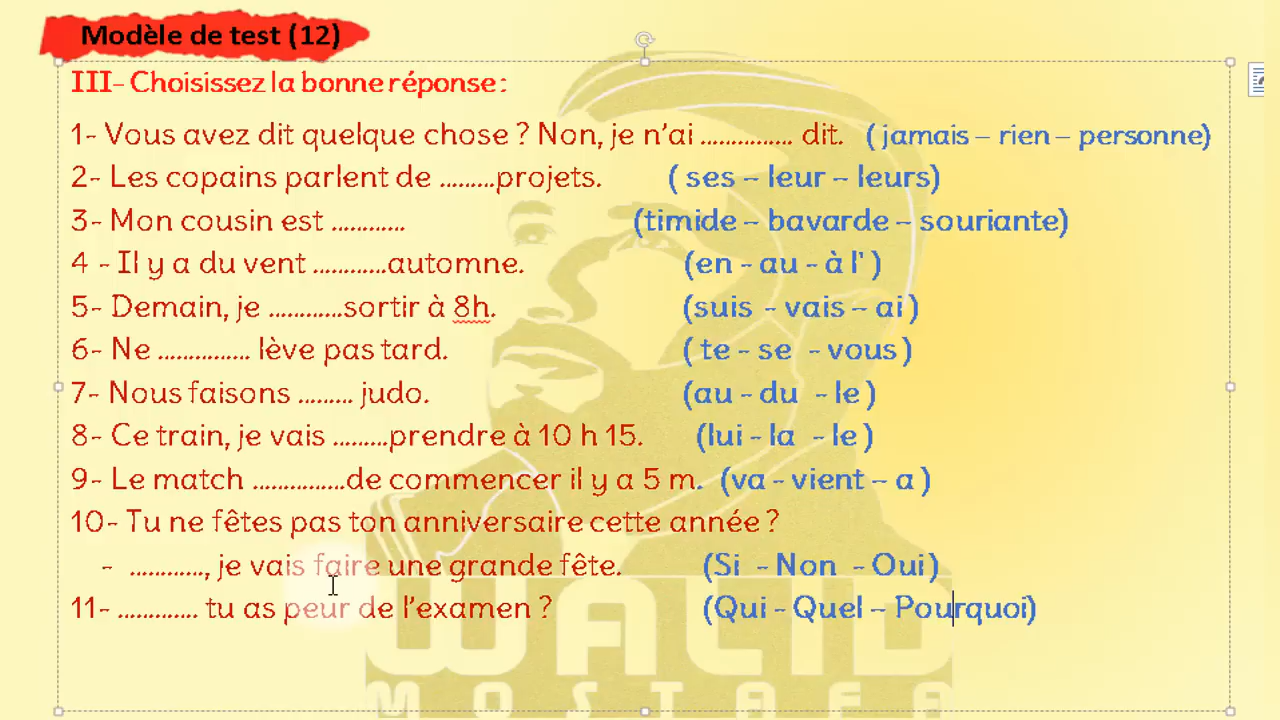 Modèle de test (12)
III- Choisissez la bonne réponse :
1- Vous avez dit quelque chose ? Non, je n'ai ............... dit. ( jamais – rien – personne)
2- Les copains parlent de .........projets. ( ses – leur – leurs)
3- Mon cousin est ............ (timide – bavarde – souriante)
4 - Il y a du vent ............automne. (en - au - à l' )
5- Demain, je ............sortir à 8h. (suis - vais – ai )
6- Ne ............... lève pas tard. ( te - se - vous )
7- Nous faisons ......... judo. (au - du - le )
8- Ce train, je vais .........prendre à 10 h 15. (lui - la - le )
9- Le match ...............de commencer il y a 5 m. (va - vient – a )
10- Tu ne fêtes pas ton anniversaire cette année ?
- ............, je vais faire une grande fête. (Si - Non - Oui )
11- ............. tu as peur de l'examen ? (Qui - Quel – Pourquoi)
WALID
MOSTAFA